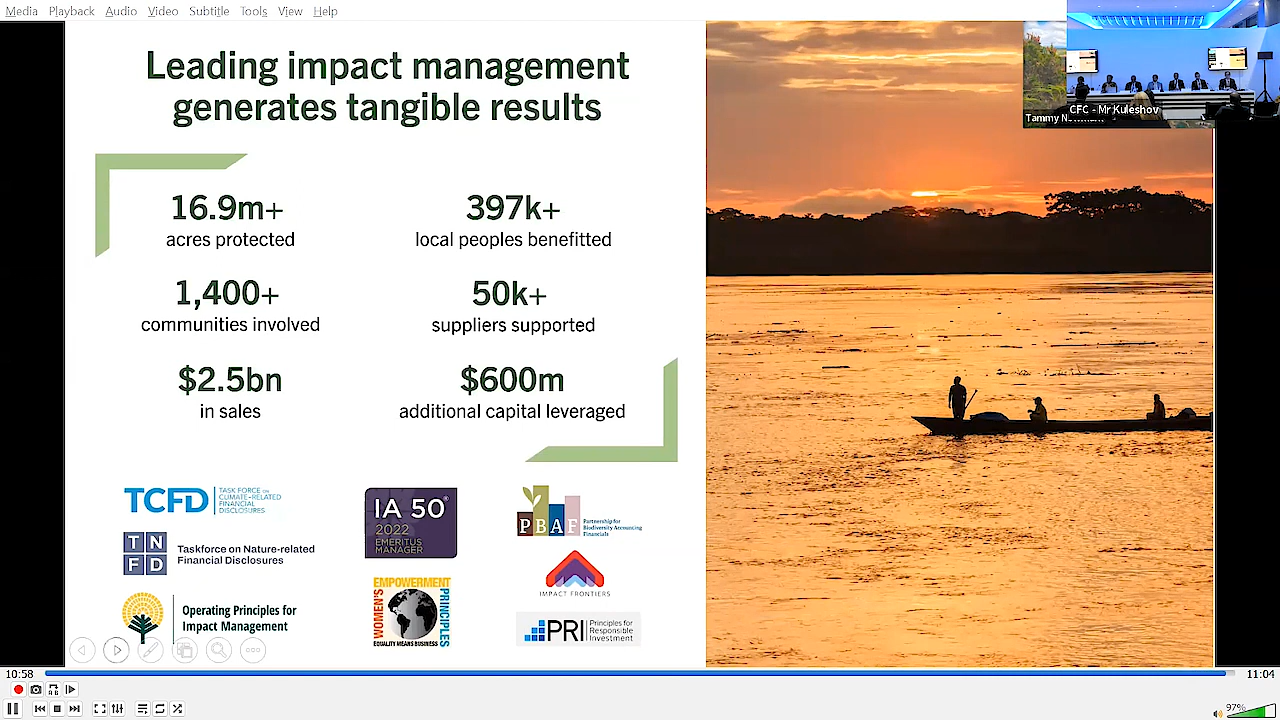 Media Playback Audio Video Subtitle Tools View Help
Leading impact management
generates tangible results
16.9m+
acres protected
397k+
local peoples benefitted
1,400+
communities involved
50k+
suppliers supported
$2.5bn
in sales
$600m
additional capital leveraged
TCFD
TASK FORCE ON
CLIMATE-RELATED
FINANCIAL
DISCLOSURES
TNFD
Taskforce on Nature-related
Financial Disclosures
Operating Principles for
Impact Management
IA 50®
2022
EMERITUS
MANAGER
WOMEN'S
EMPOWERMENT
PRINCIPLES
EQUALITY MEANS BUSINESS
PBAF
Partnership for
Biodiversity Accounting
Financials
IMPACT FRONTIERS
PRI
Principles for
Responsible
Investment
Tammy
CFC - Mr Kuleshov
10:58
11:04
97%